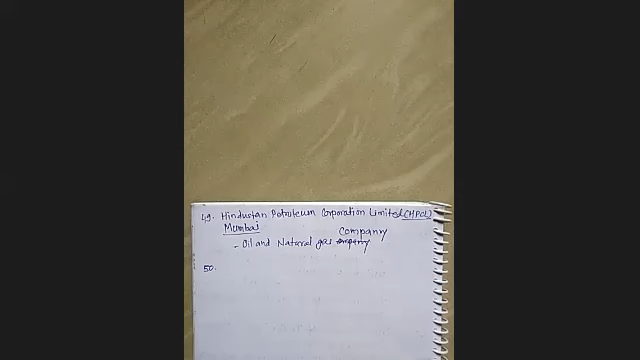 49. Hindustan Petroleum Corporation Limited (HPCL)
Mumbai
Company
- Oil and Natural gas
50.